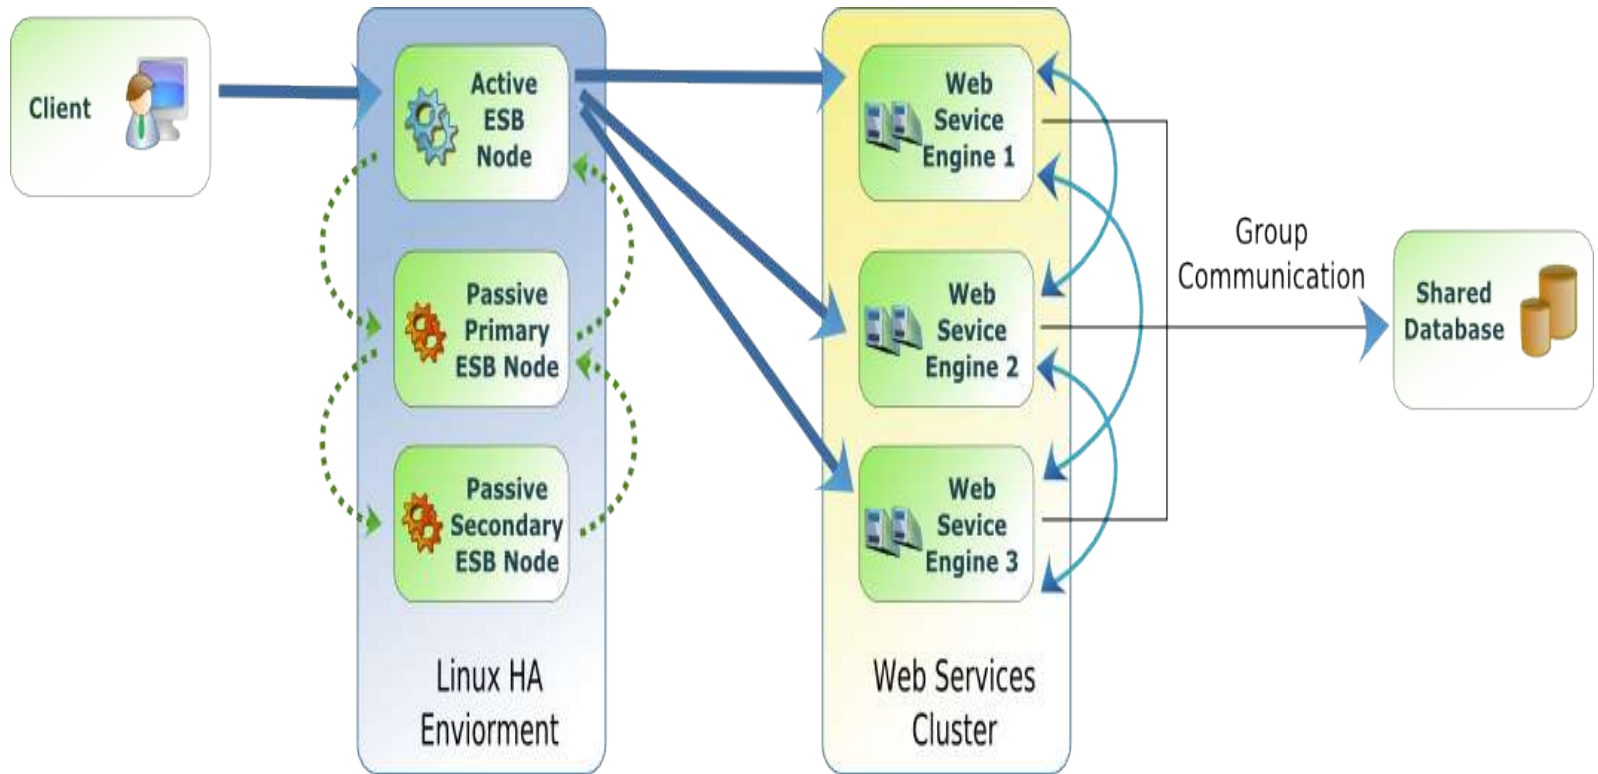 Client
Active
ESB
Node
Passive
Primary
ESB Node
Passive
Secondary
ESB Node
Linux HA
Enviorment
Web
Sevice
Engine 1
Web
Sevice
Engine 2
Web
Sevice
Engine 3
Web Services
Cluster
Group
Communication
Shared
Database